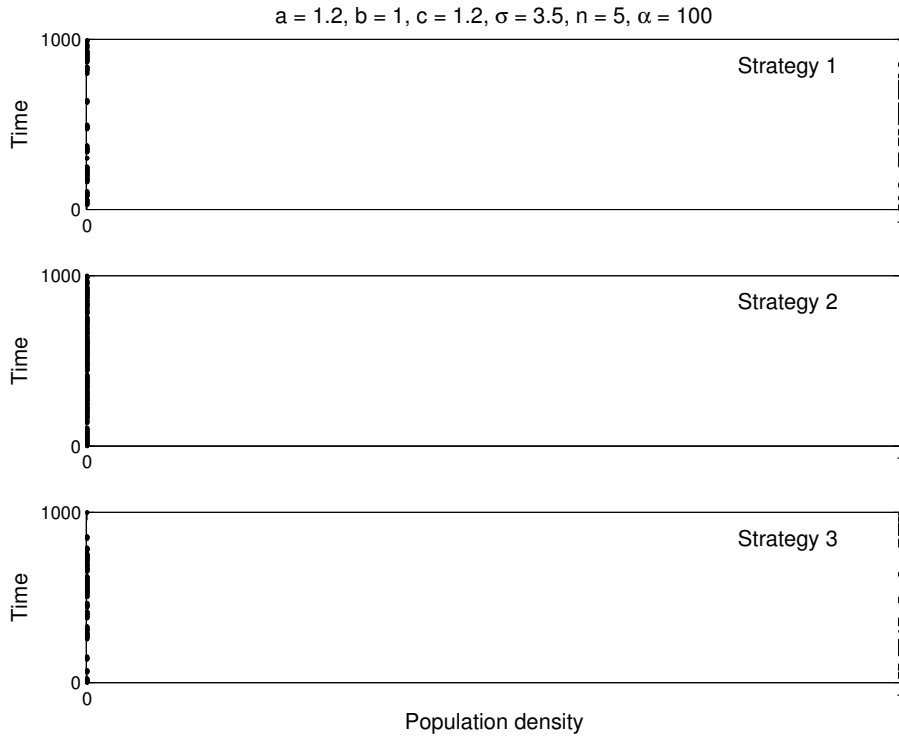 a = 1.2, b = 1, c = 1.2, σ = 3.5, n = 5, α = 100
1000
Strategy 1
Time
0
0
1000
Strategy 2
Time
0
0
1000
Strategy 3
Time
0
0
Population density